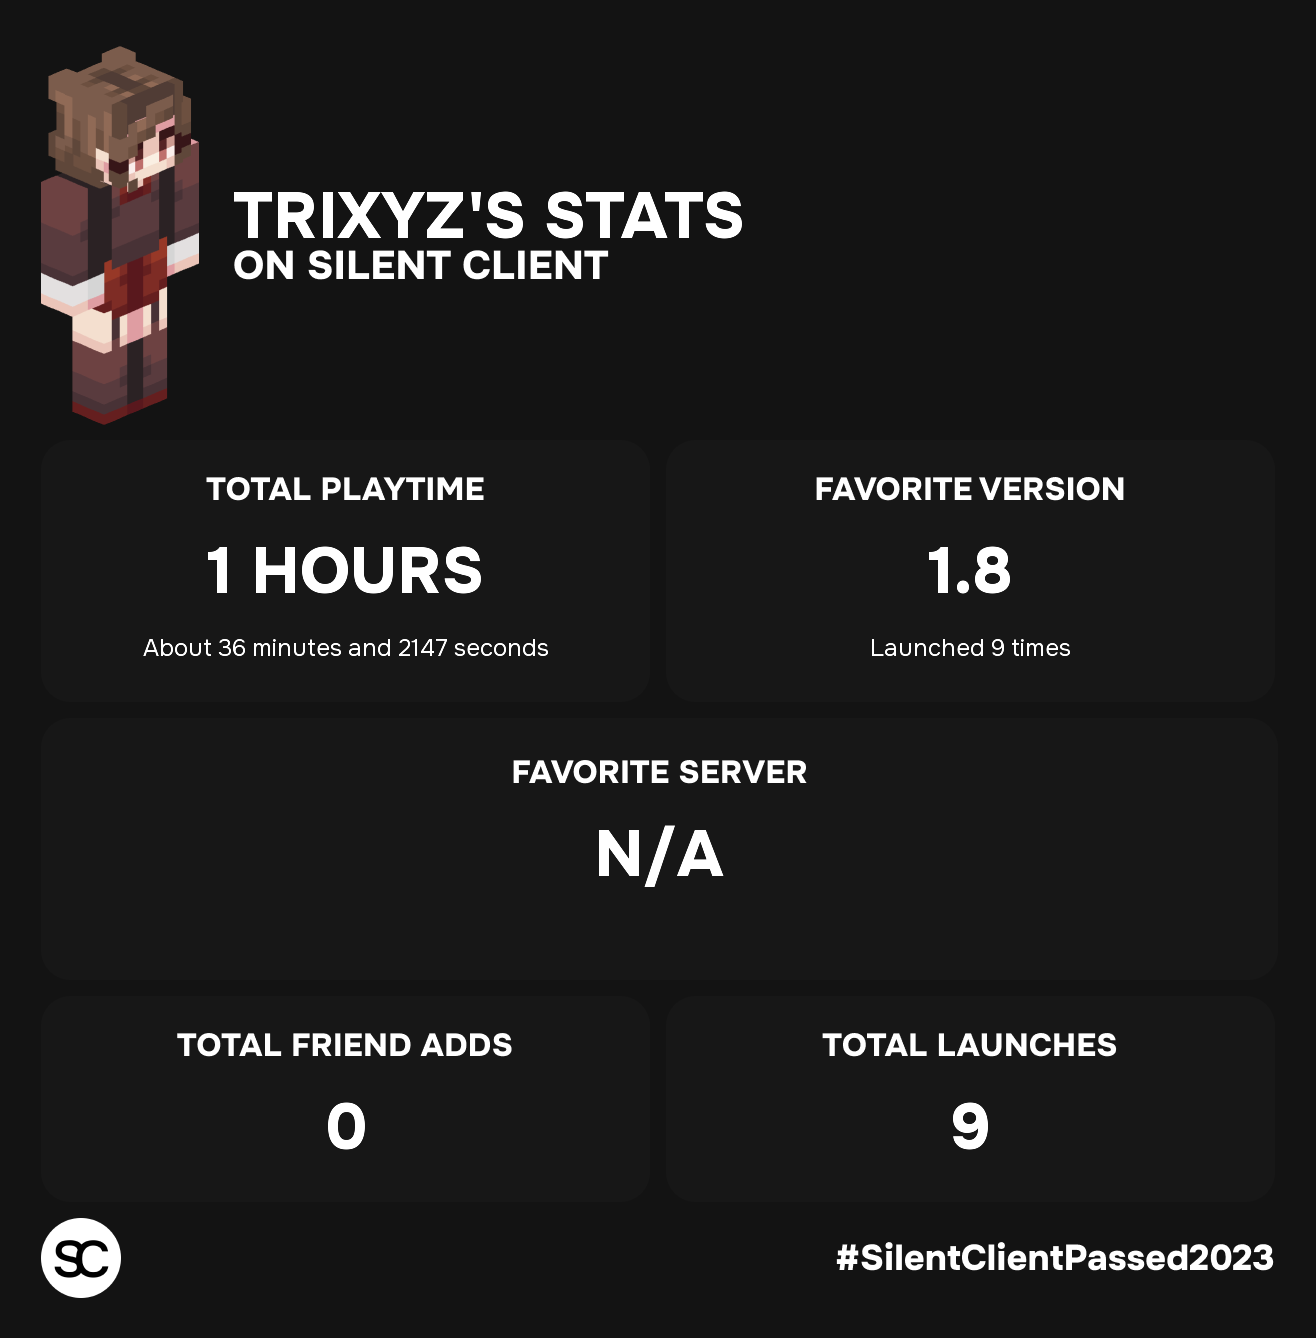 TRIXYZ'S STATS
ON SILENT CLIENT
TOTAL PLAYTIME
1 HOURS
About 36 minutes and 2147 seconds
FAVORITE VERSION
1.8
Launched 9 times
FAVORITE SERVER
N/A
TOTAL FRIEND ADDS
0
TOTAL LAUNCHES
9
SC
#SilentClientPassed2023